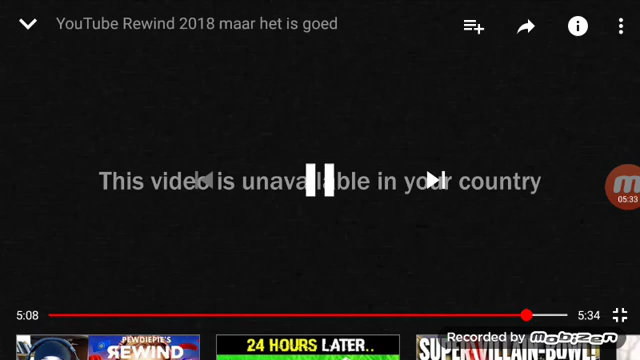 YouTube Rewind 2018 maar het is goed
This video is unavailable in your country
05:33
5:08
5:34
Recorded by
MOBIZEN
PEWDIEPIE'S
REWIND
24 HOURS LATER..
SUPERVILLAIN-BOWL!